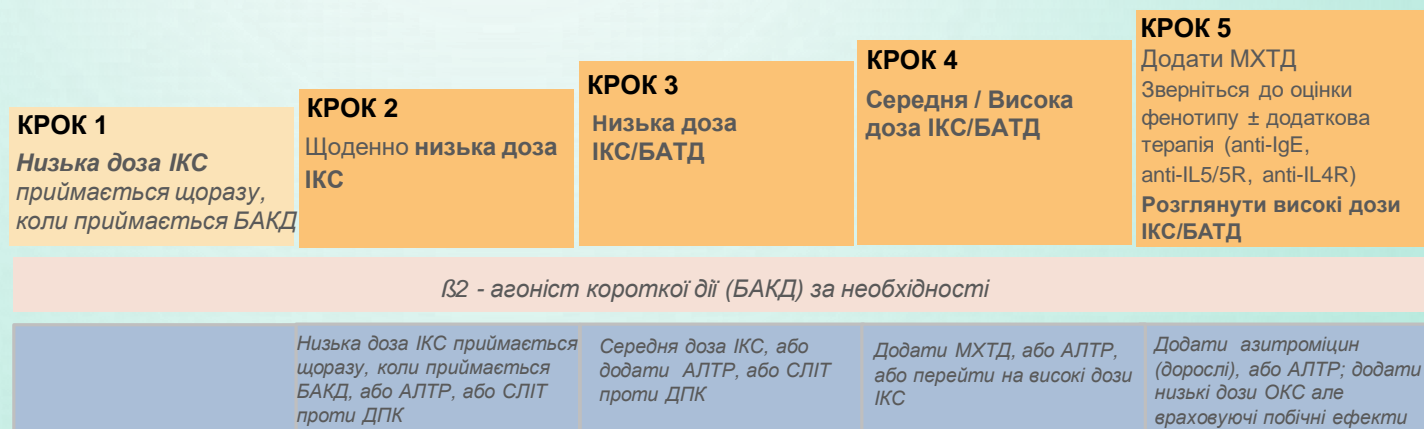 КРОК 1
Низька доза ІКС
приймається щоразу,
коли приймається БАКД
КРОК 2
Щоденно низька доза
ІКС
КРОК 3
Низька доза
ІКС/БАТД
КРОК 4
Середня / Висока
доза ІКС/БАТД
КРОК 5
Додати МХТД
Зверніться до оцінки
фенотипу ± додаткова
терапія (anti-IgE,
anti-IL5/5R, anti-IL4R)
Розглянути високі дози
ІКС/БАТД
ß2 - агоніст короткої дії (БАКД) за необхідності
Низька доза ІКС приймається
щоразу, коли приймається
БАКД, або АЛТР, або СЛІТ
проти ДПК
Середня доза ІКС, або
додати АЛТР, або СЛІТ
проти ДПК
Додати МХТД, або АЛТР,
або перейти на високі дози
ІКС
Додати азитроміцин
(дорослі), або АЛТР; додати
низькі дози ОКС але
враховуючі побічні ефекти